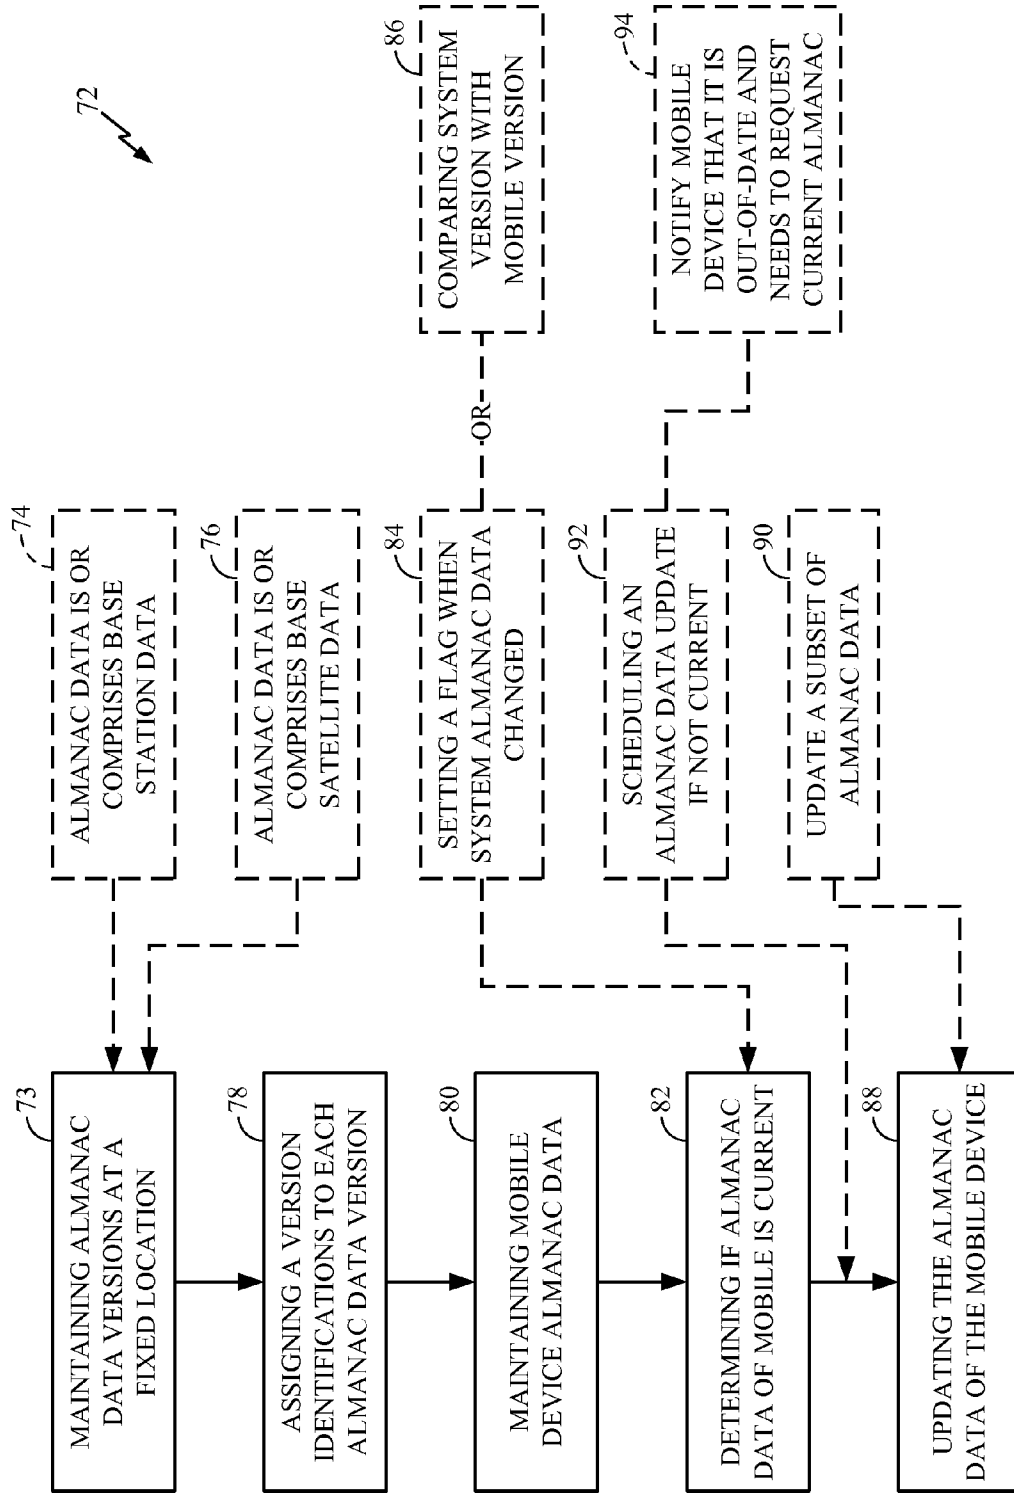 72
73
MAINTAINING ALMANAC
DATA VERSIONS AT A
FIXED LOCATION
74
ALMANAC DATA IS OR
COMPRISES BASE
STATION DATA
76
ALMANAC DATA IS OR
COMPRISES BASE
SATELLITE DATA
78
ASSIGNING A VERSION
IDENTIFICATIONS TO EACH
ALMANAC DATA VERSION
80
MAINTAINING MOBILE
DEVICE ALMANAC DATA
82
DETERMINING IF ALMANAC
DATA OF MOBILE IS CURRENT
84
SETTING A FLAG WHEN
SYSTEM ALMANAC DATA
CHANGED
OR
86
COMPARING SYSTEM
VERSION WITH
MOBILE VERSION
92
SCHEDULING AN
ALMANAC DATA UPDATE
IF NOT CURRENT
94
NOTIFY MOBILE
DEVICE THAT IT IS
OUT-OF-DATE AND
NEEDS TO REQUEST
CURRENT ALMANAC
88
UPDATING THE ALMANAC
DATA OF THE MOBILE DEVICE
90
UPDATE A SUBSET OF
ALMANAC DATA